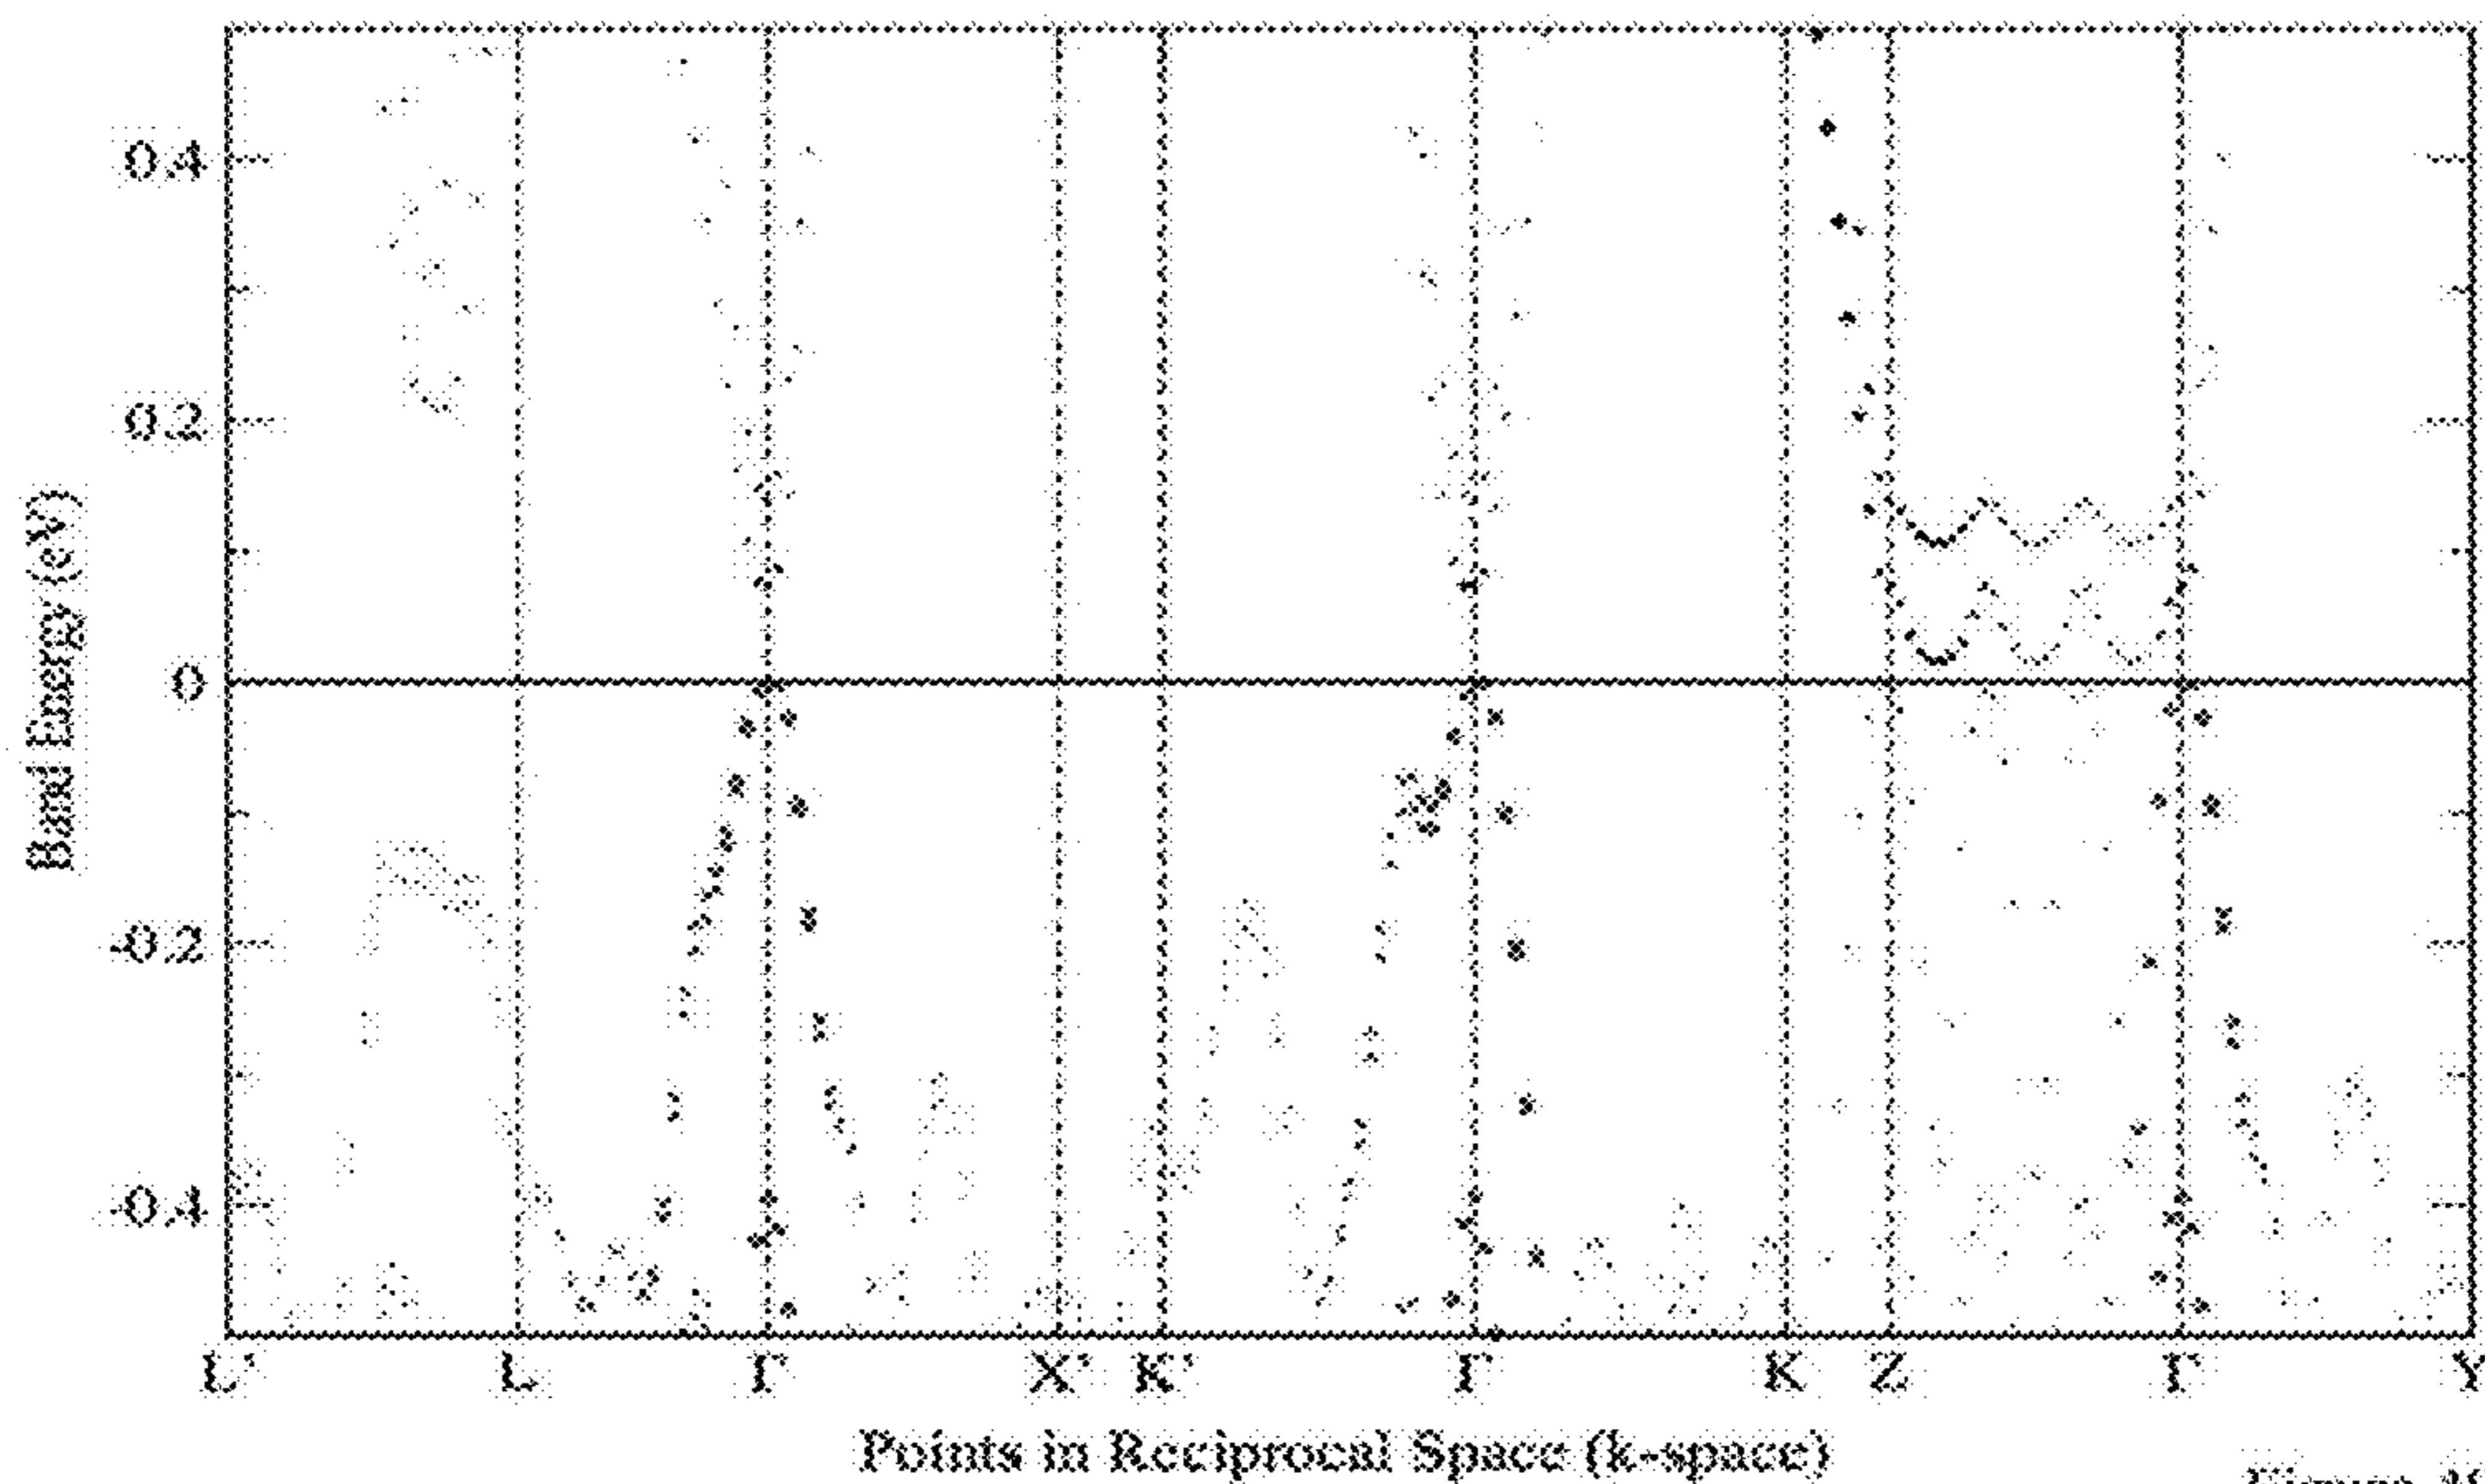 0.4
0.2
0
-0.2
-0.4
Band Energy (eV)
L' L Γ X' K' Γ K Z Γ Y
Points in Reciprocal Space (k-space)